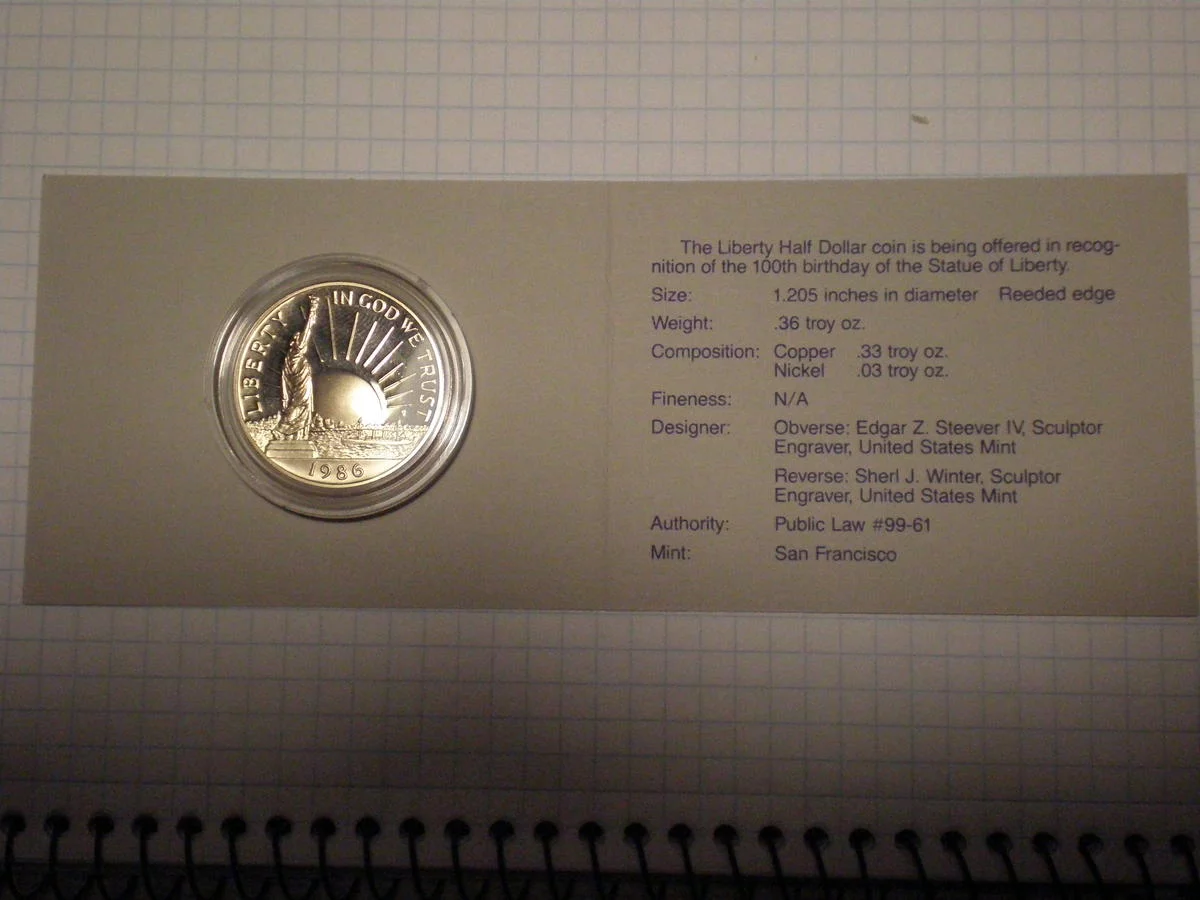 LIBERTY
IN GOD WE TRUST
1986
The Liberty Half Dollar coin is being offered in recog-
nition of the 100th birthday of the Statue of Liberty.
Size: 1.205 inches in diameter Reeded edge
Weight: .36 troy oz.
Composition: Copper .33 troy oz.
Nickel .03 troy oz.
Fineness: N/A
Designer: Obverse: Edgar Z. Steever IV, Sculptor
Engraver, United States Mint
Reverse: Sherl J. Winter, Sculptor
Engraver, United States Mint
Authority: Public Law #99-61
Mint: San Francisco